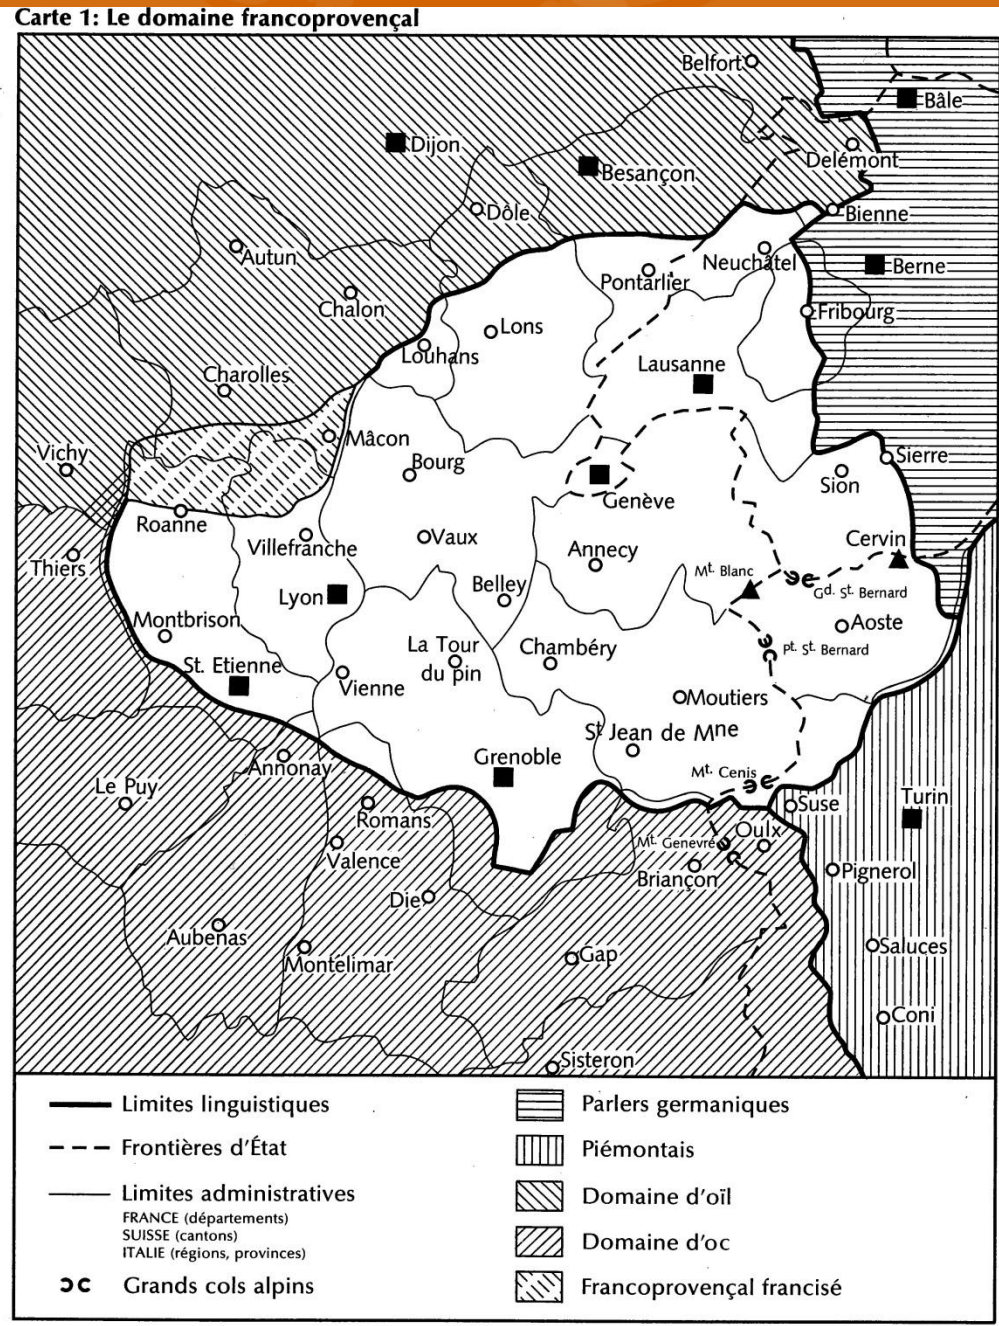 Carte 1: Le domaine francoprovençal
Belfort
Bâle
Dijon
Delémont
Besançon
Dôle
Bienne
Autun
Neuchâtel
Berne
Pontarlier
Chalon
Fribourg
Lons
Louhans
Lausanne
Charolles
Mâcon
Vichy
Bourg
Sierre
Sion
Genève
Roanne
Villefranche
Vaux
Cervin
Annecy
Thiers
Mt. Blanc
Belley
Gd. St. Bernard
Lyon
Montbrison
Aoste
La Tour
du pin
Chambéry
Pt. St. Bernard
St. Etienne
Vienne
Moutiers
St Jean de Mne
Grenoble
Annonay
Mt. Cenis
Le Puy
Suse
Turin
Romans
Oulx
Mt. Genevre
Valence
Briançon
Pignerol
Die
Aubenas
Saluces
Gap
Montélimar
Coni
Sisteron
Limites linguistiques
Frontières d'État
Limites administratives
FRANCE (départements)
SUISSE (cantons)
ITALIE (régions, provinces)
Grands cols alpins
Parlers germaniques
Piémontais
Domaine d'oïl
Domaine d'oc
Francoprovençal francisé